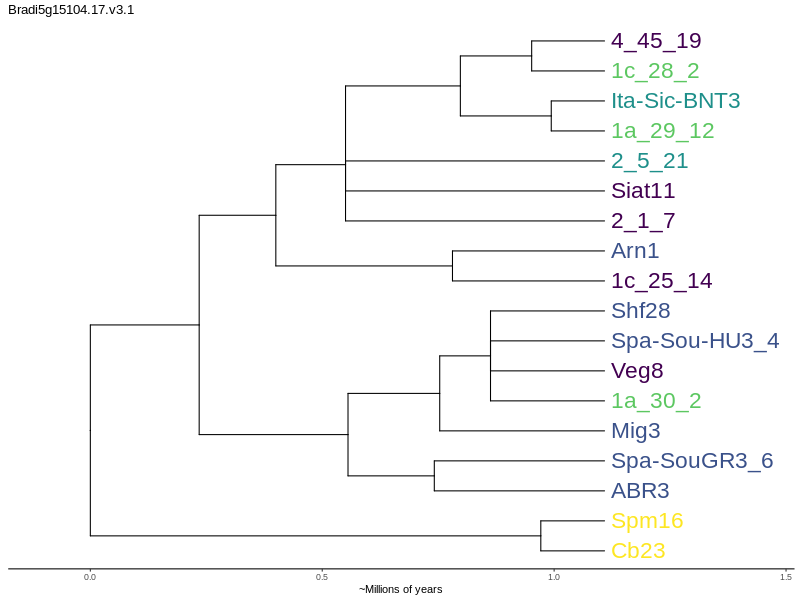 Bradi5g15104.17.v3.1
4_45_19
1c_28_2
Ita-Sic-BNT3
1a_29_12
2_5_21
Siat11
2_1_7
Arn1
1c_25_14
Shf28
Spa-Sou-HU3_4
Veg8
1a_30_2
Mig3
Spa-SouGR3_6
ABR3
Spm16
Cb23
0.0 0.5 1.0 1.5
~Millions of years